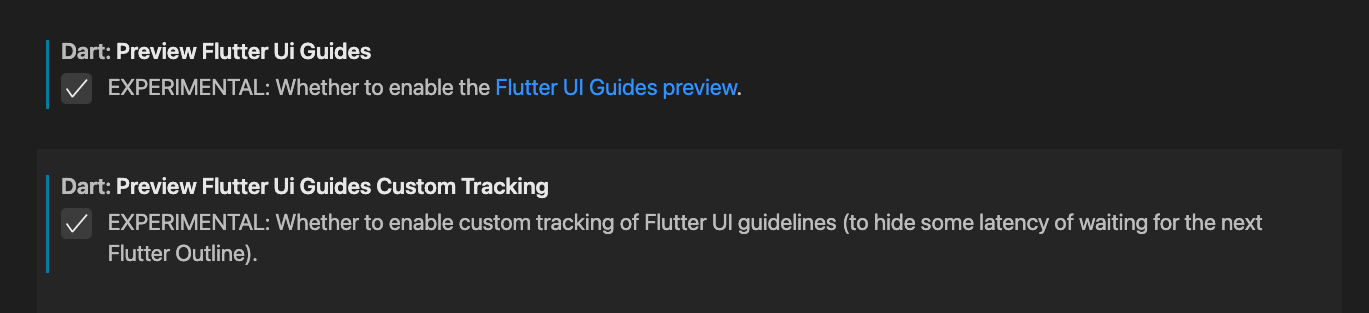 Dart: Preview Flutter Ui Guides
EXPERIMENTAL: Whether to enable the Flutter UI Guides preview.
Dart: Preview Flutter Ui Guides Custom Tracking
EXPERIMENTAL: Whether to enable custom tracking of Flutter UI guidelines (to hide some latency of waiting for the next
Flutter Outline).